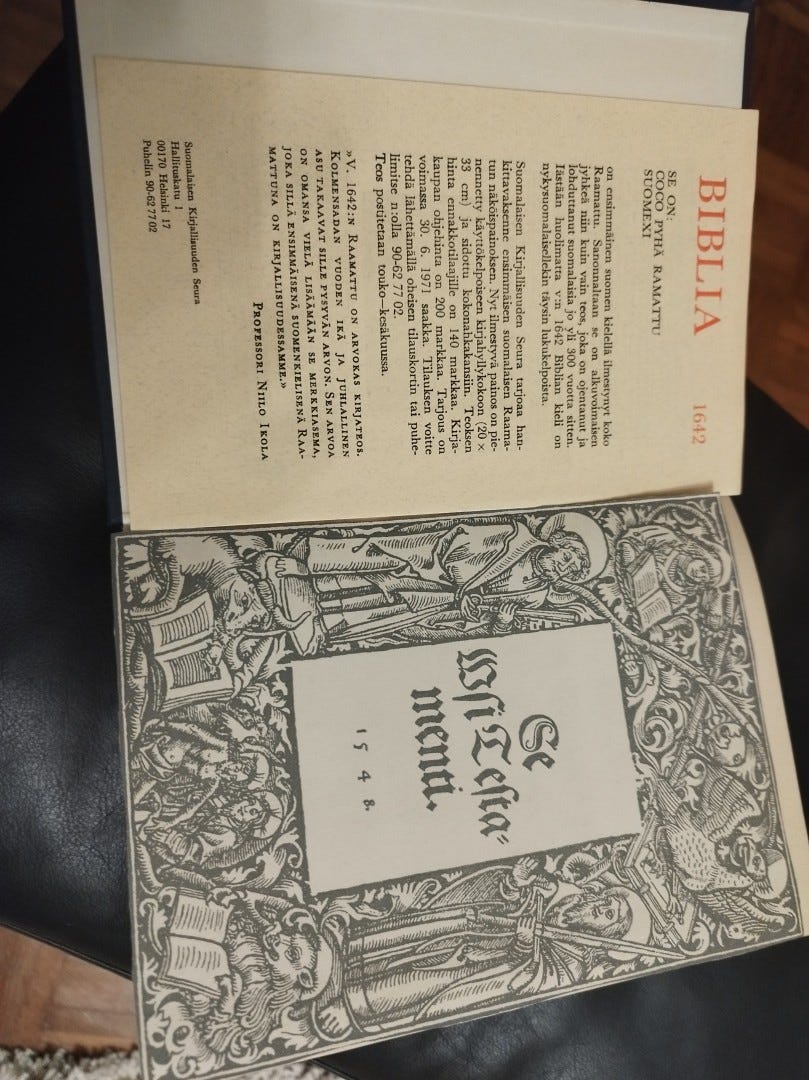 BIBLIA 1642
SE ON:
COCO PYHÄ RAMATTU
SUOMEXI
on ensimmäinen suomen kielellä ilmestynyt koko
Raamattu. Sanonnaltaan se on alkuvoimaisen
jyhkeä niin kuin vain teos, joka on ojentanut ja
lohduttanut suomalaisia jo yli 300 vuotta sitten.
Iästään huolimatta v:n 1642 Biblian kieli on
nykysuomalaisellekin täysin lukukelpoista.
Suomalaisen Kirjallisuuden Seura tarjoaa han-
kittavaksenne ensimmäisen suomalaisen Raama-
tun näköispainoksen. Nyt ilmestyvä painos on pie-
nennetty käyttökelpoiseen kirjahyllykokoon (20 ×
33 cm) ja sidottu kokonahkakansiin. Teoksen
hinta ennakkotilaajille on 140 markkaa. Kirja-
kaupan ohjehinta on 200 markkaa. Tarjous on
voimassa 30. 6. 1971 saakka. Tilauksen voitte
tehdä lähettämällä oheisen tilauskortin tai puhe-
limitse n:olla 90-62 77 02.
Teos postitetaan touko–kesäkuussa.
»V. 1642:N RAAMATTU ON ARVOKAS KIRJATEOS.
KOLMENSADAN VUODEN IKÄ JA JUHLALLINEN
ASU TAKAAVAT SILLE PYSYVÄN ARVON. SEN ARVOA
ON OMANSA VIELÄ LISÄÄMÄÄN SE MERKKIASEMA,
JOKA SILLÄ ENSIMMÄISENÄ SUOMENKIELISENÄ RAA-
MATTUNA ON KIRJALLISUUDESSAMME.»
PROFESSORI NIILO IKOLA
Suomalaisen Kirjallisuuden Seura
Hallituskatu 1
00170 Helsinki 17
Puhelin 90-62 77 02
Se
Wsi Testa-
menti.
1548.